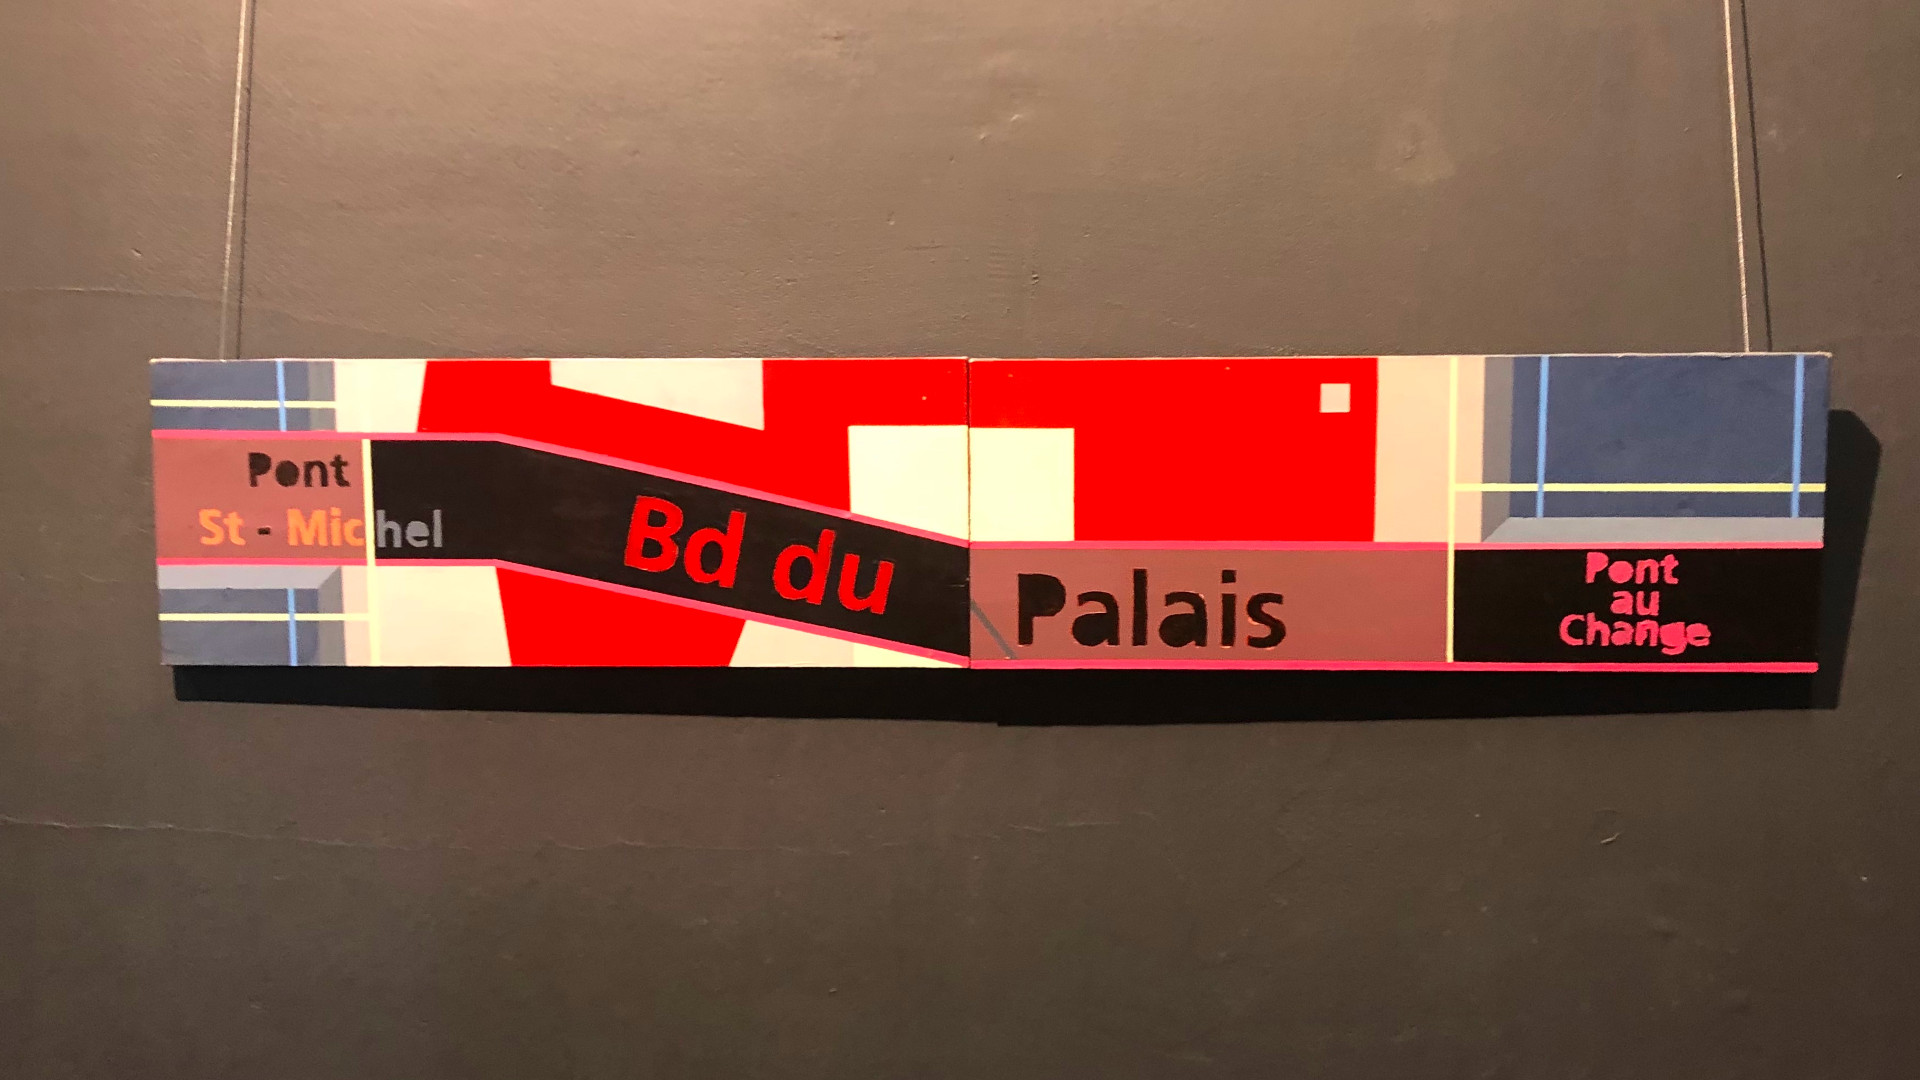 Pont
St - Michel
Bd du
Palais
Pont
au
Change